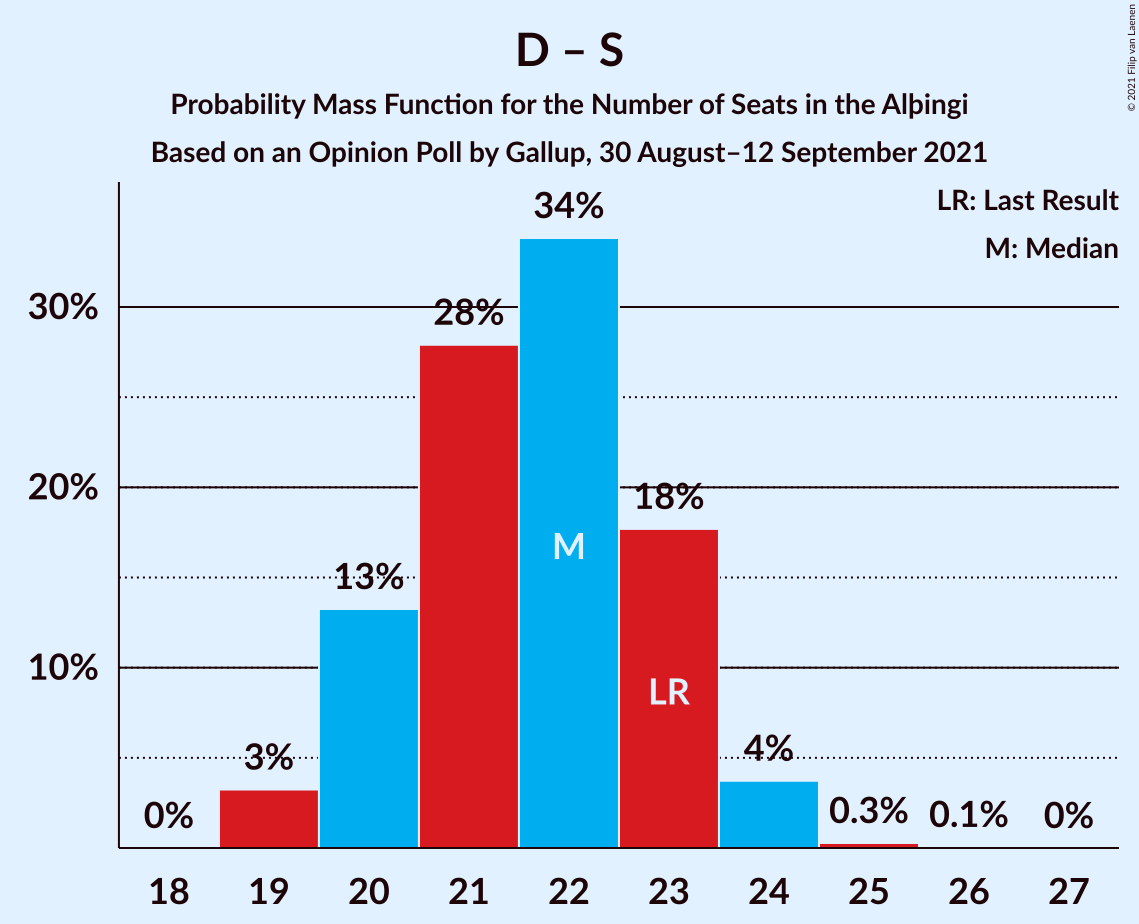 D – S
Probability Mass Function for the Number of Seats in the Alþingi
Based on an Opinion Poll by Gallup, 30 August–12 September 2021
© 2021 Filip van Laenen
LR: Last Result
M: Median
34%
30%
28%
20%
18%
M
13%
10%
LR
3%
4%
0%
0.3%
0.1%
0%
18 19 20 21 22 23 24 25 26 27